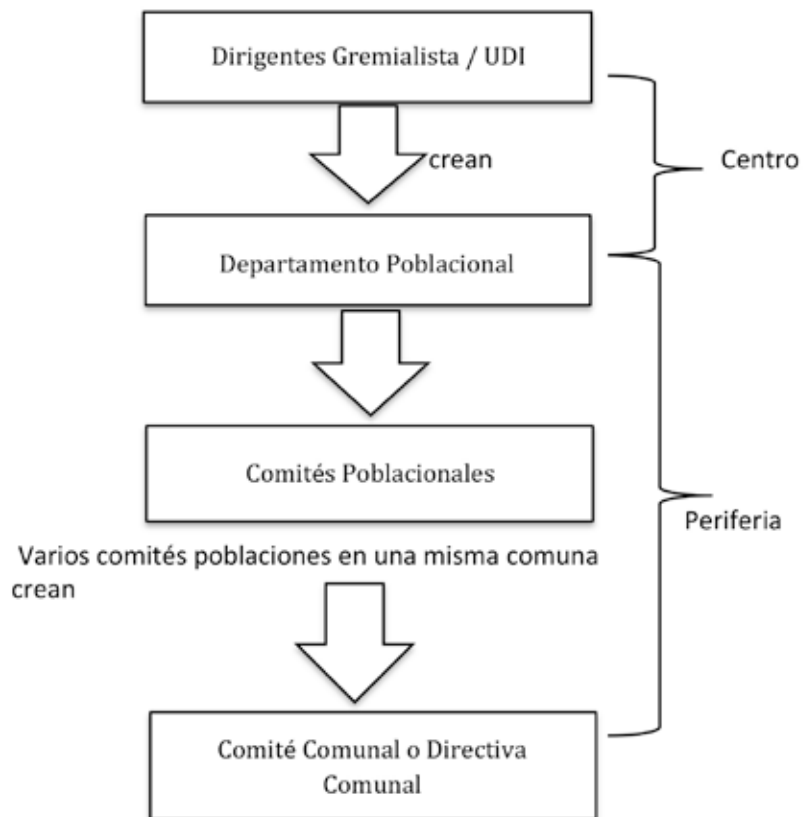 Dirigentes Gremialista / UDI
crean
Centro
Departamento Poblacional
Comités Poblacionales
Periferia
Varios comités poblaciones en una misma comuna
crean
Comité Comunal o Directiva
Comunal